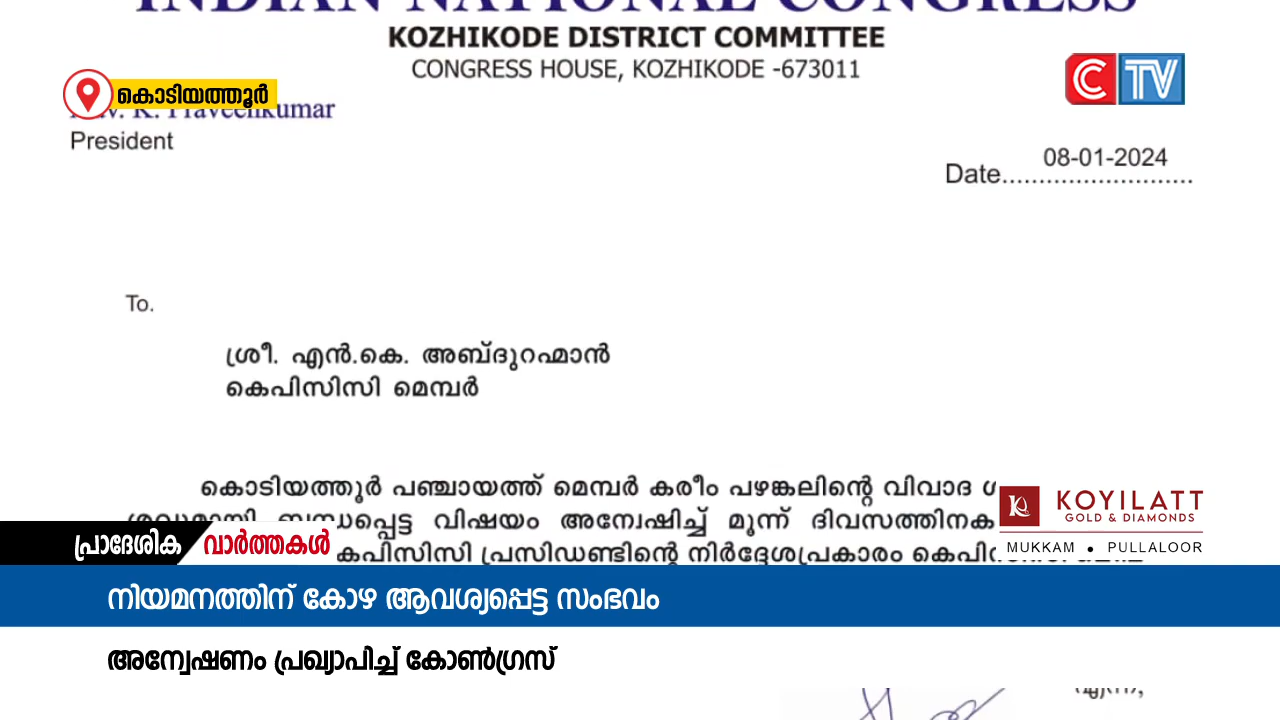 INDIAN NATIONAL CONGRESS
KOZHIKODE DISTRICT COMMITTEE
CONGRESS HOUSE, KOZHIKODE -673011
CTV
കൊടിയത്തൂർ
K. Praveenkumar
President
08-01-2024
Date...........................
To.
ശ്രീ. എൻ.കെ. അബ്ദുറഹ്മാൻ
കെപിസിസി മെമ്പർ
കൊടിയത്തൂർ പഞ്ചായത്ത് മെമ്പർ കരീം പഴങ്കലിന്റെ വിവാദ
ബന്ധപ്പെട്ട വിഷയം അന്വേഷിച്ച് മൂന്ന്
കെപിസിസി പ്രസിഡണ്ടിന്റെ നിർദ്ദേശപ്രകാരം
KOYILATT
GOLD & DIAMONDS
MUKKAM • PULLALOOR
പ്രാദേശിക വാർത്തകൾ
നിയമനത്തിന് കോഴ ആവശ്യപ്പെട്ട സംഭവം
അന്വേഷണം പ്രഖ്യാപിച്ച് കോൺഗ്രസ്